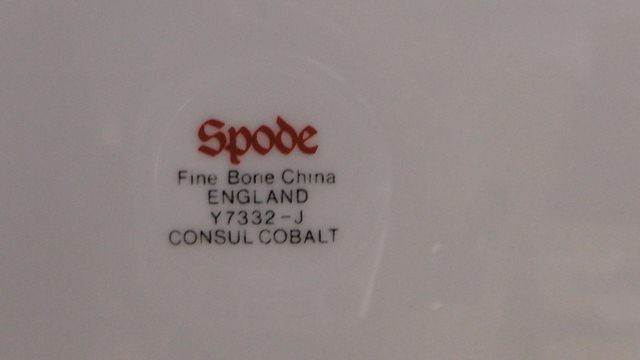 Spode
Fine Bone China
ENGLAND
Y7332-J
CONSUL COBALT